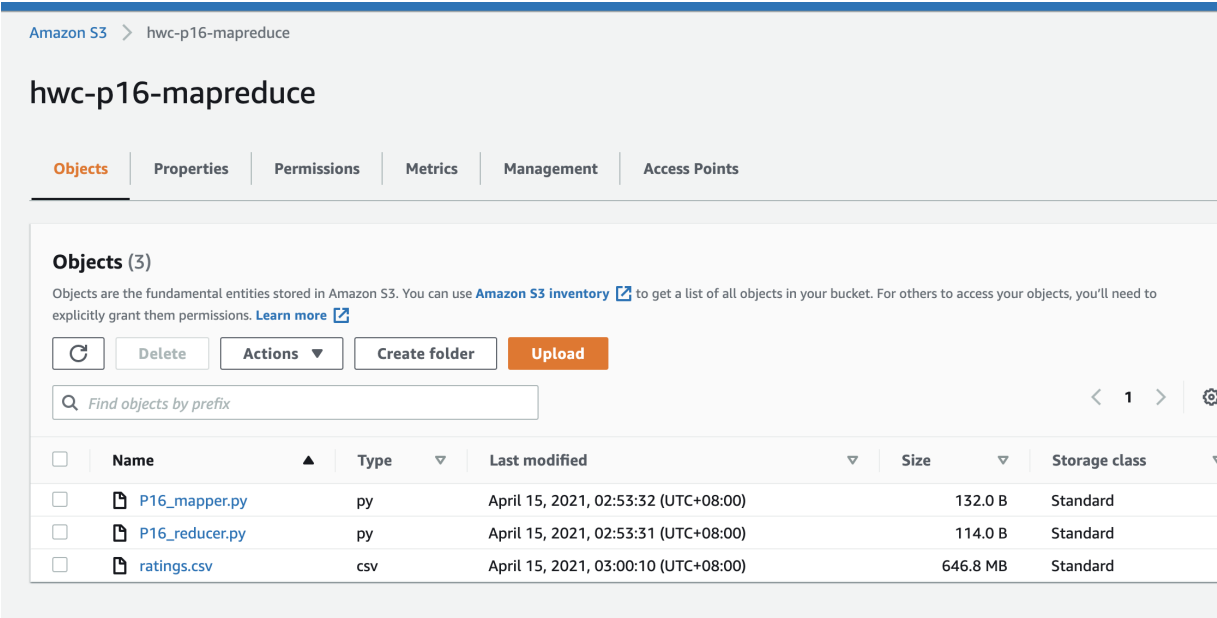 Amazon S3 > hwc-p16-mapreduce
hwc-p16-mapreduce
Objects Properties Permissions Metrics Management Access Points
Objects (3)
Objects are the fundamental entities stored in Amazon S3. You can use Amazon S3 inventory to get a list of all objects in your bucket. For others to access your objects, you'll need to
explicitly grant them permissions. Learn more
Delete Actions Create folder Upload
Find objects by prefix
1
Name Type Last modified Size Storage class
P16_mapper.py py April 15, 2021, 02:53:32 (UTC+08:00) 132.0 B Standard
P16_reducer.py py April 15, 2021, 02:53:31 (UTC+08:00) 114.0 B Standard
ratings.csv csv April 15, 2021, 03:00:10 (UTC+08:00) 646.8 MB Standard